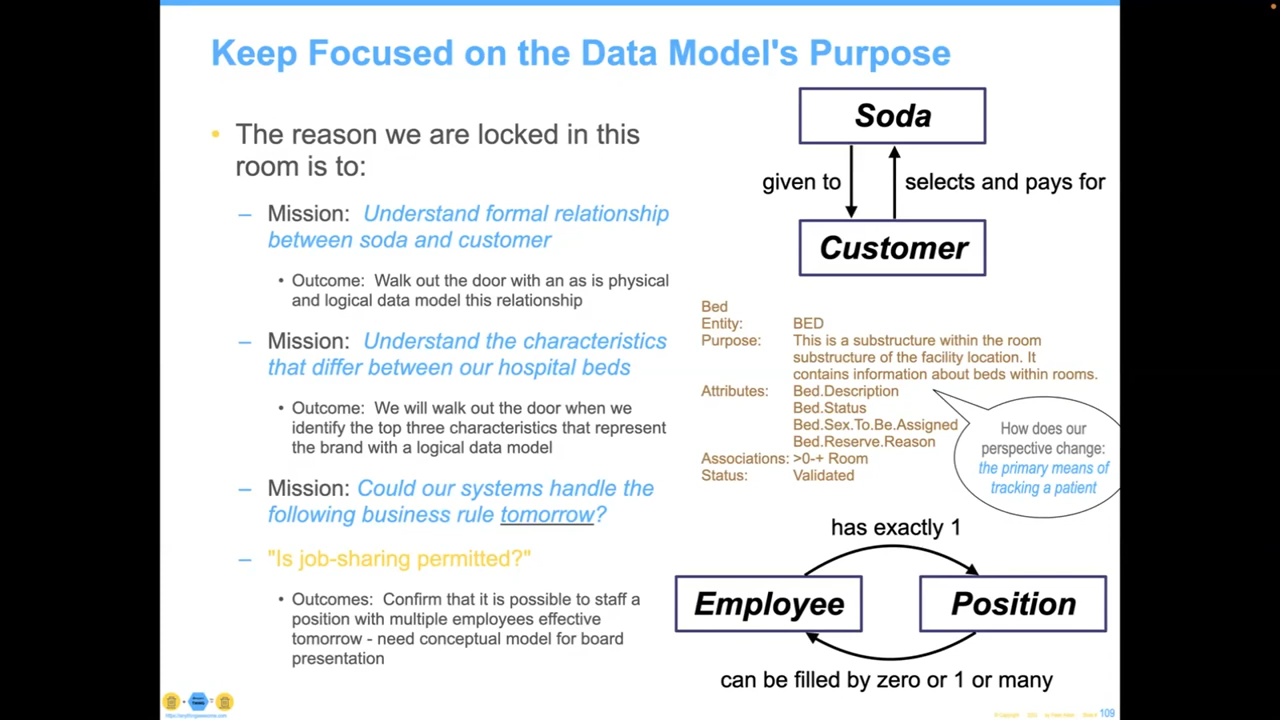 Keep Focused on the Data Model's Purpose
• The reason we are locked in this
room is to:
– Mission: Understand formal relationship
between soda and customer
• Outcome: Walk out the door with an as is physical
and logical data model this relationship
– Mission: Understand the characteristics
that differ between our hospital beds
• Outcome: We will walk out the door when we
identify the top three characteristics that represent
the brand with a logical data model
– Mission: Could our systems handle the
following business rule tomorrow?
– "Is job-sharing permitted?"
• Outcomes: Confirm that it is possible to staff a
position with multiple employees effective
tomorrow - need conceptual model for board
presentation
Soda
given to
selects and pays for
Customer
Bed
Entity: BED
Purpose: This is a substructure within the room
substructure of the facility location. It
contains information about beds within rooms.
Attributes: Bed.Description
Bed.Status
Bed.Sex.To.Be.Assigned
Bed.Reserve.Reason
Associations: >0-+ Room
Status: Validated
How does our
perspective change:
the primary means of
tracking a patient
has exactly 1
Employee
Position
can be filled by zero or 1 or many
109